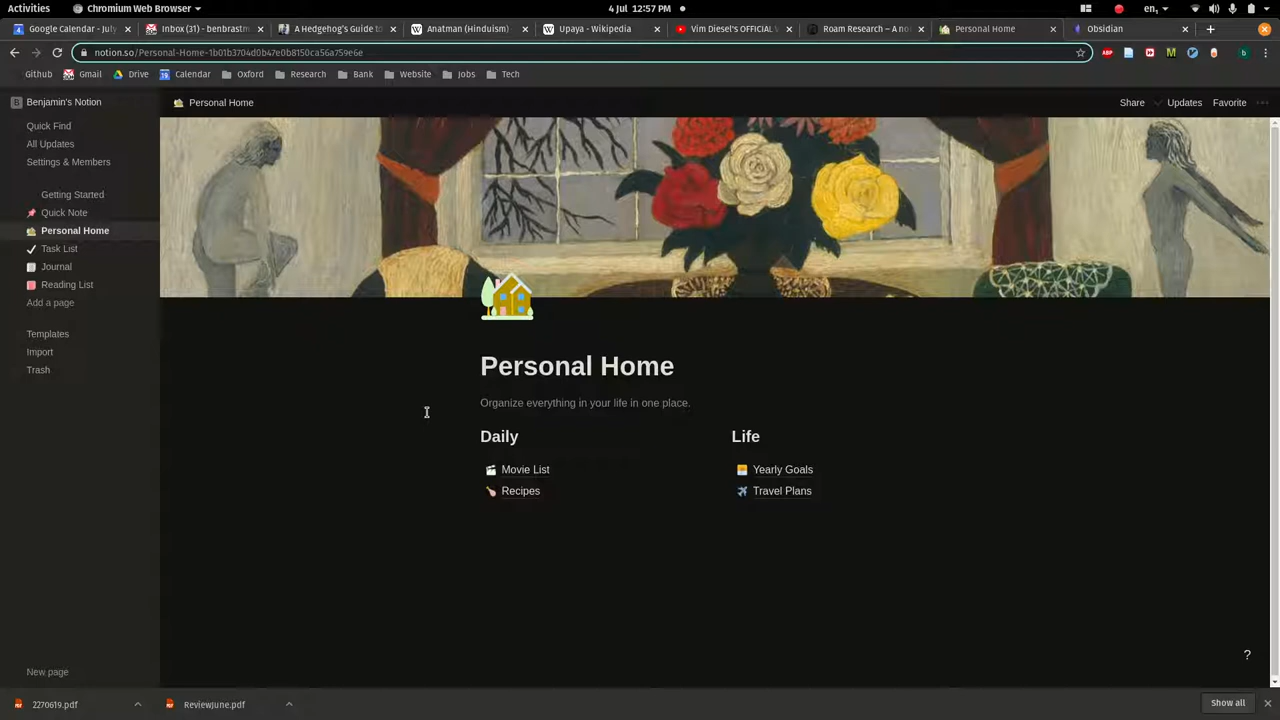 Activities
Chromium Web Browser
4 Jul 12:57 PM
en1
Google Calendar - July
Inbox (31) - benbrastm
A Hedgehog's Guide to
Anatman (Hinduism)
Upaya - Wikipedia
Vim Diesel's OFFICIAL
Roam Research – A no
Personal Home
Obsidian
notion.so/Personal-Home-1b01b3704d0b47e0b8150ca56a759e6e
ABP
M
b
Github
Gmail
Drive
Calendar
Oxford
Research
Bank
Website
Jobs
Tech
B Benjamin's Notion
Personal Home
Share
Updates
Favorite
Quick Find
All Updates
Settings & Members
Getting Started
Quick Note
Personal Home
Task List
Journal
Reading List
Add a page
Templates
Import
Trash
Personal Home
Organize everything in your life in one place.
Daily
Life
Movie List
Yearly Goals
Recipes
Travel Plans
New page
?
2270619.pdf
ReviewJune.pdf
Show all